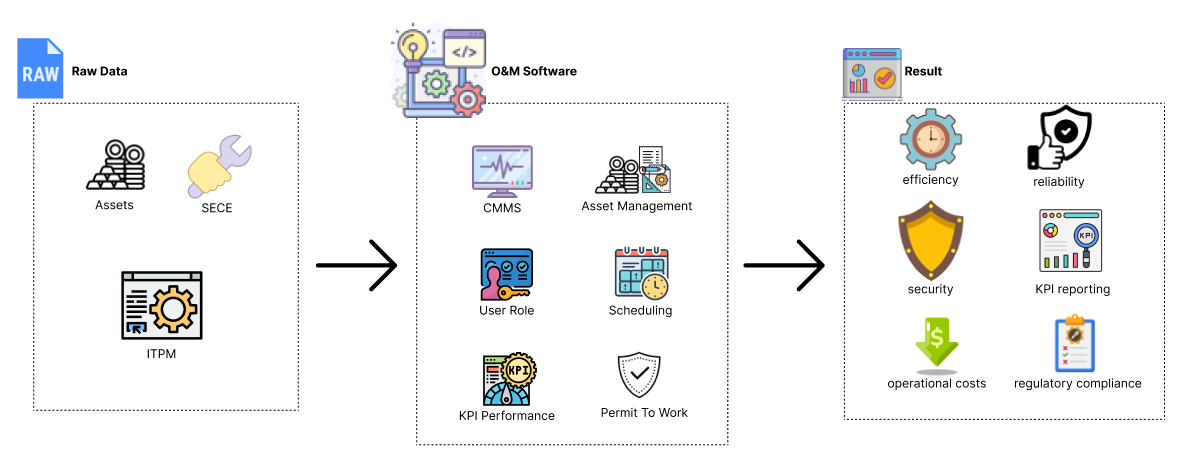 RAW
Raw Data
Assets
SECE
ITPM
</>
O&M Software
CMMS
Asset Management
User Role
Scheduling
KPI
KPI Performance
Permit To Work
Result
efficiency
reliability
security
KPI
KPI reporting
$
operational costs
regulatory compliance